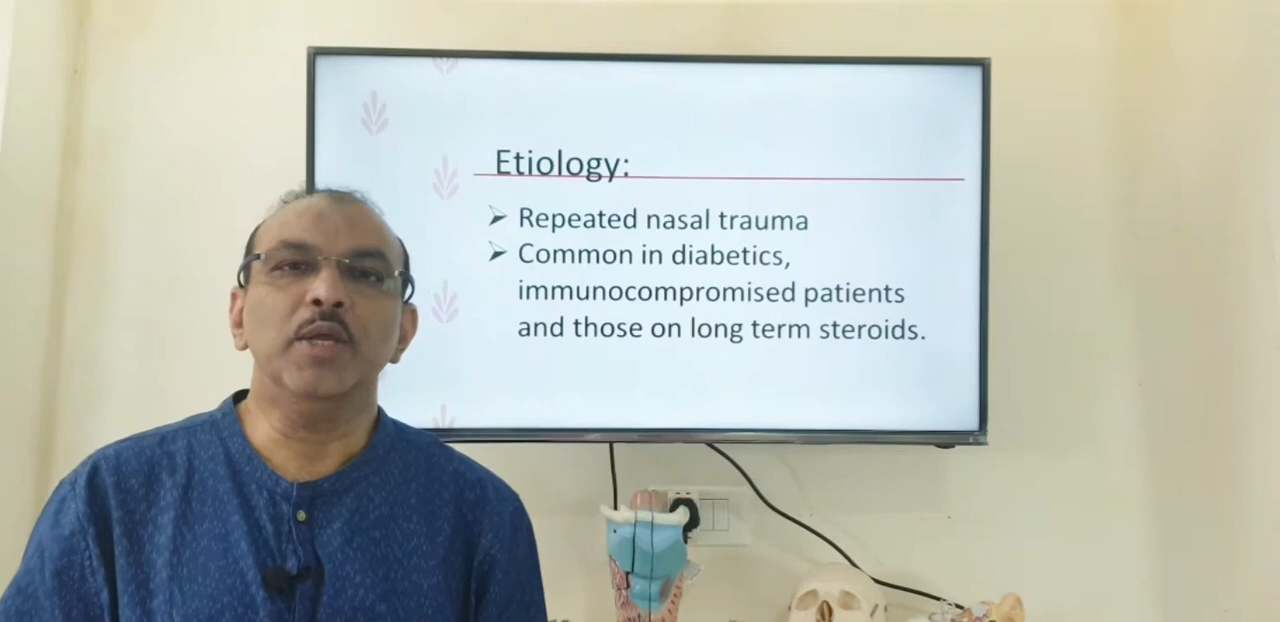 Etiology:
➢ Repeated nasal trauma
➢ Common in diabetics,
immunocompromised patients
and those on long term steroids.